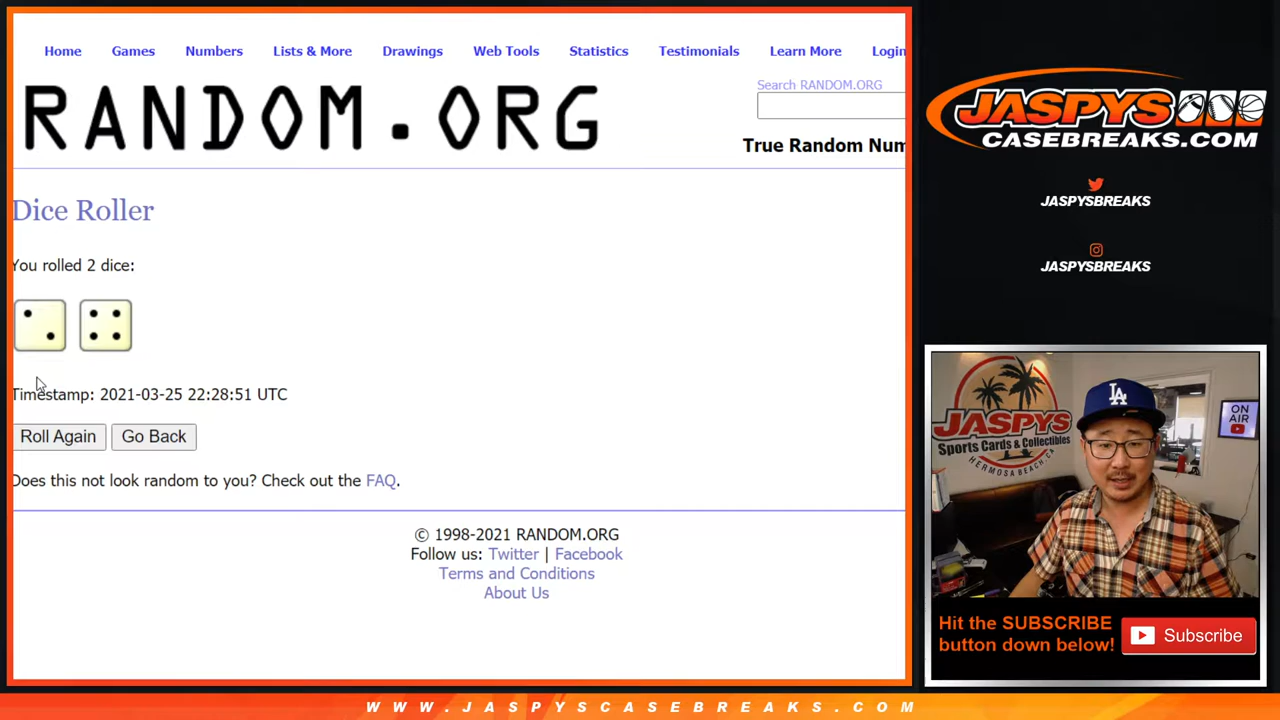 Home Games Numbers Lists & More Drawings Web Tools Statistics Testimonials Learn More Login
RANDOM.ORG
Search RANDOM.ORG
True Random Num
Dice Roller
You rolled 2 dice:
Timestamp: 2021-03-25 22:28:51 UTC
Roll Again Go Back
Does this not look random to you? Check out the FAQ.
© 1998-2021 RANDOM.ORG
Follow us: Twitter | Facebook
Terms and Conditions
About Us
JASPYS
CASEBREAKS.COM
JASPYSBREAKS
JASPYSBREAKS
JASPYS
Sports Cards & Collectibles
HERMOSA BEACH, CA
LA
ON
AIR
Hit the SUBSCRIBE
button down below!
Subscribe
WWW.JASPYSCASEBREAKS.COM